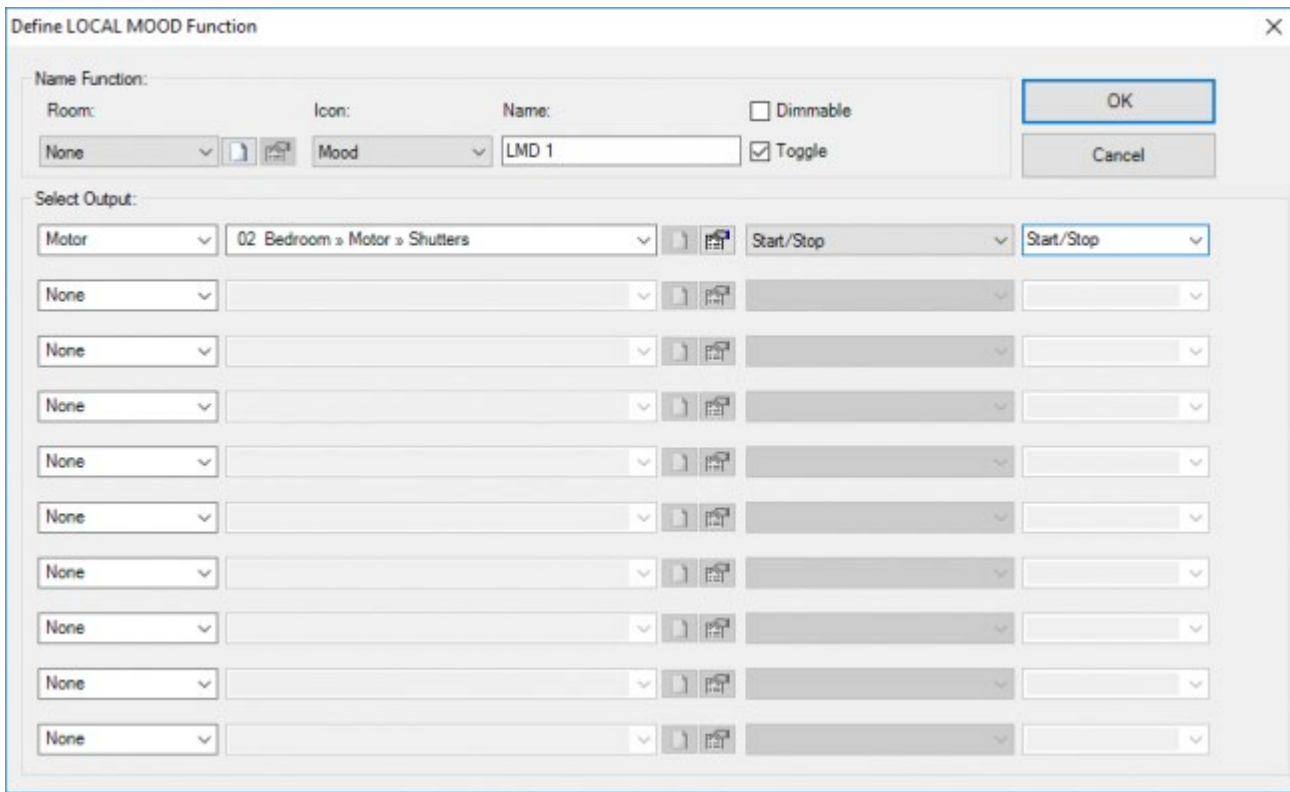 Define LOCAL MOOD Function
Name Function:
Room: Icon: Name: Dimmable OK
None Mood LMD 1 Toggle Cancel
Select Output:
Motor 02 Bedroom » Motor » Shutters Start/Stop Start/Stop
None
None
None
None
None
None
None
None
None